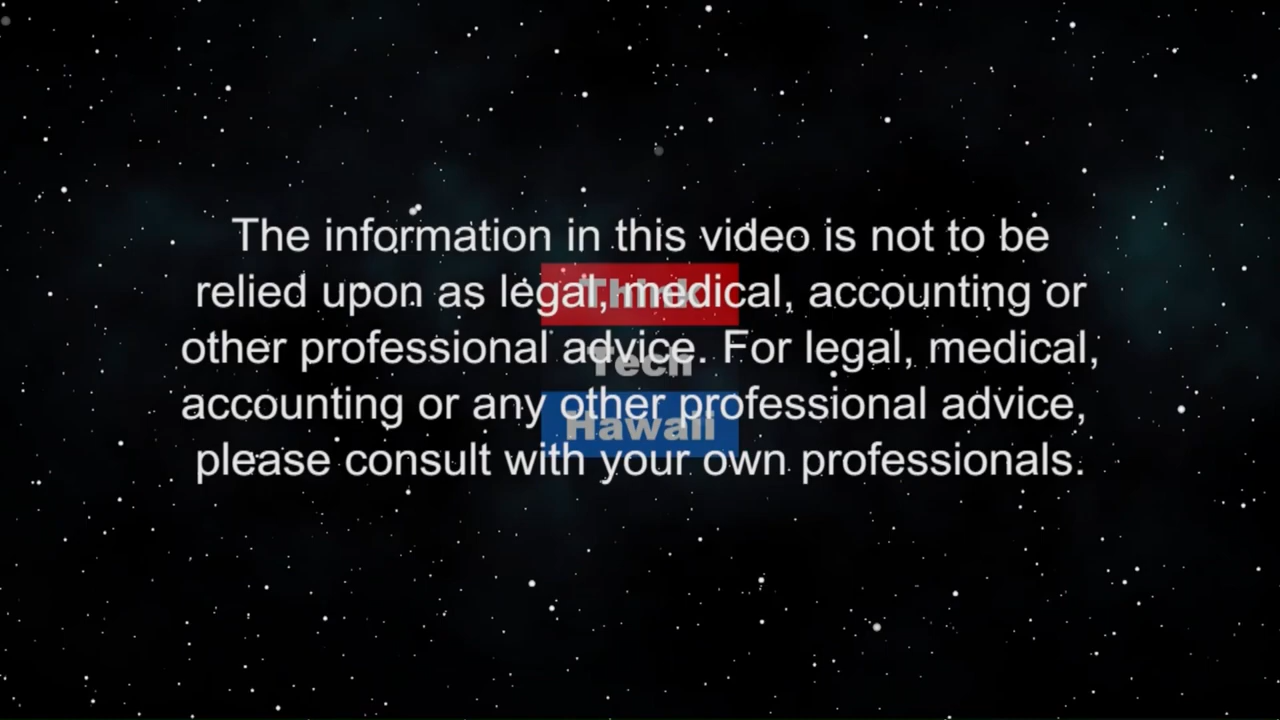 The information in this video is not to be
relied upon as legal, medical, accounting or
other professional advice. For legal, medical,
accounting or any other professional advice,
please consult with your own professionals.
Think
Tech
Hawaii